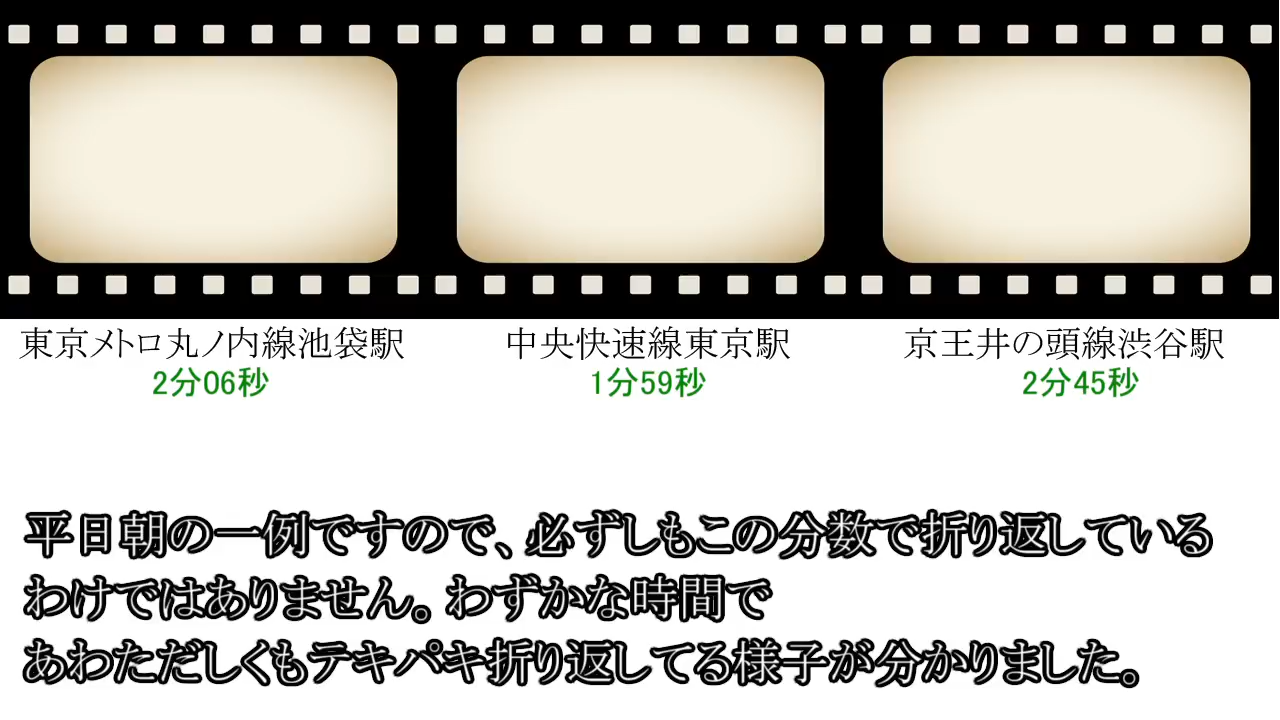 東京メトロ丸ノ内線池袋駅
2分06秒
中央快速線東京駅
1分59秒
京王井の頭線渋谷駅
2分45秒
平日朝の一例ですので、必ずしもこの分数で折り返している
わけではありません。わずかな時間で
あわただしくもテキパキ折り返してる様子が分かりました。